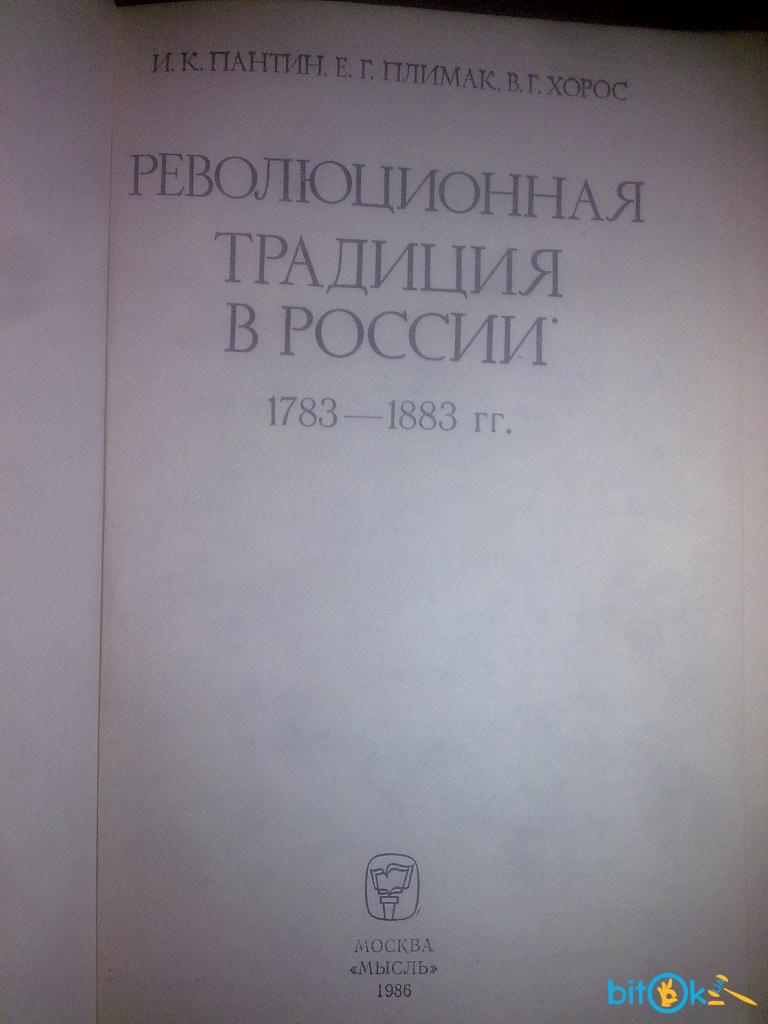 И. К. ПАНТИН, Е. Г. ПЛИМАК, В. Г. ХОРОС
РЕВОЛЮЦИОННАЯ
ТРАДИЦИЯ
В РОССИИ
1783—1883 гг.
МОСКВА
«МЫСЛЬ»
1986
bitOk